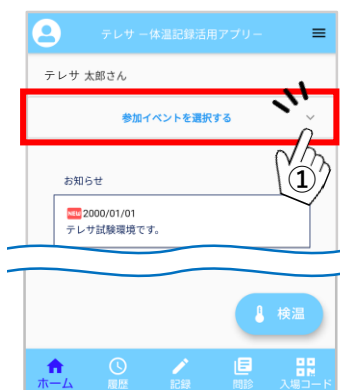 テレサ －体温記録活用アプリ－
テレサ 太郎さん
参加イベントを選択する
①
お知らせ
NEW 2000/01/01
テレサ試験環境です。
検温
ホーム 履歴 記録 問診 入場コード